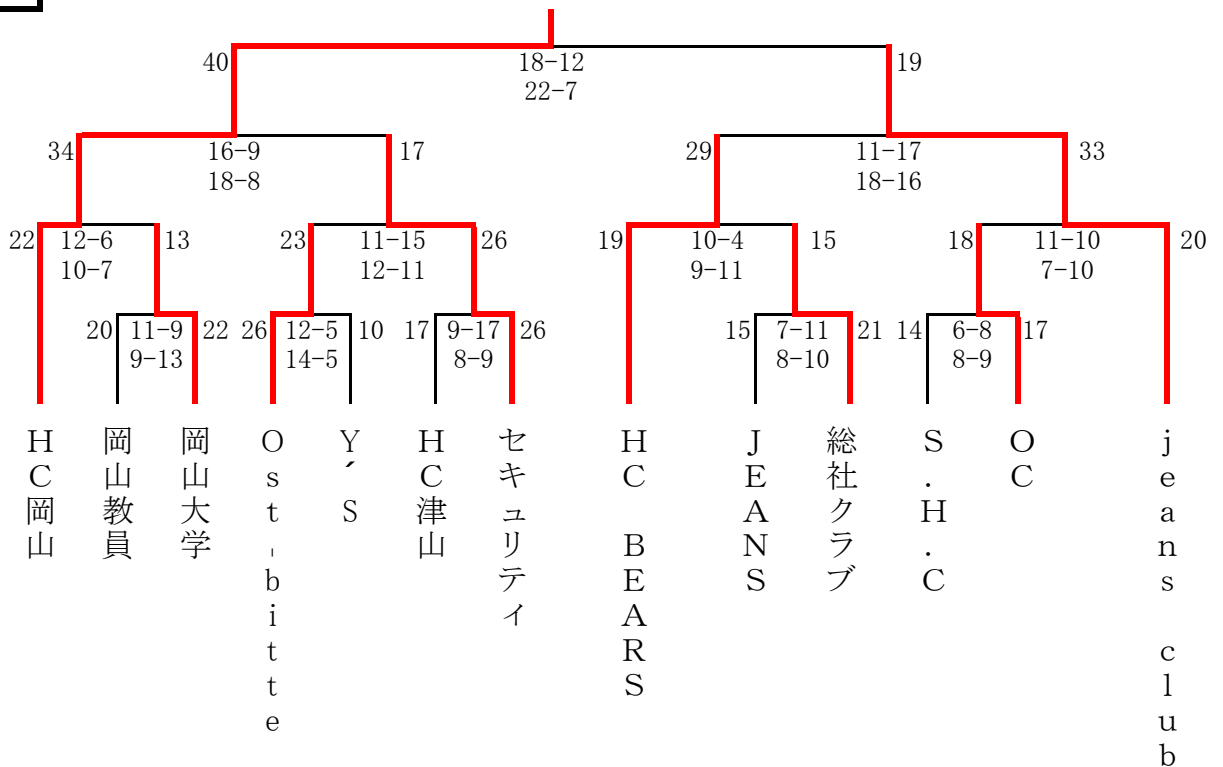 40 18-12 19
22-7
34 16-9 17 29 11-17 33
18-8 18-16
22 12-6 13 23 11-15 26 19 10-4 15 18 11-10 20
10-7 12-11 9-11 7-10
20 11-9 22 26 12-5 10 17 9-17 26 15 7-11 21 14 6-8 17
9-13 14-5 8-9 8-10 8-9
HC岡山
岡山教員
岡山大学
Ost-bitte
Y´S
HC津山
セキュリティ
HC BEARS
JEANS
総社クラブ
S.H.C
OC
jeans club